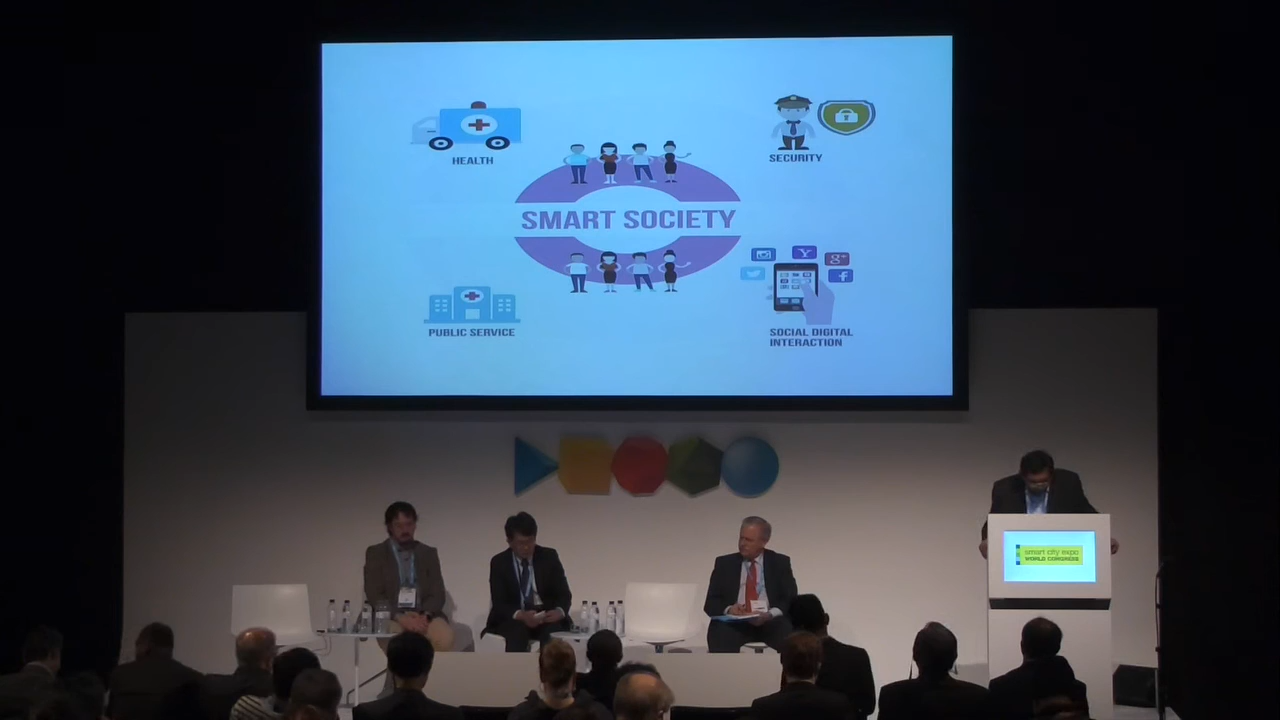 HEALTH
SECURITY
SMART SOCIETY
Y
g+
f
PUBLIC SERVICE
SOCIAL DIGITAL
INTERACTION
smart city expo
WORLD CONGRESS